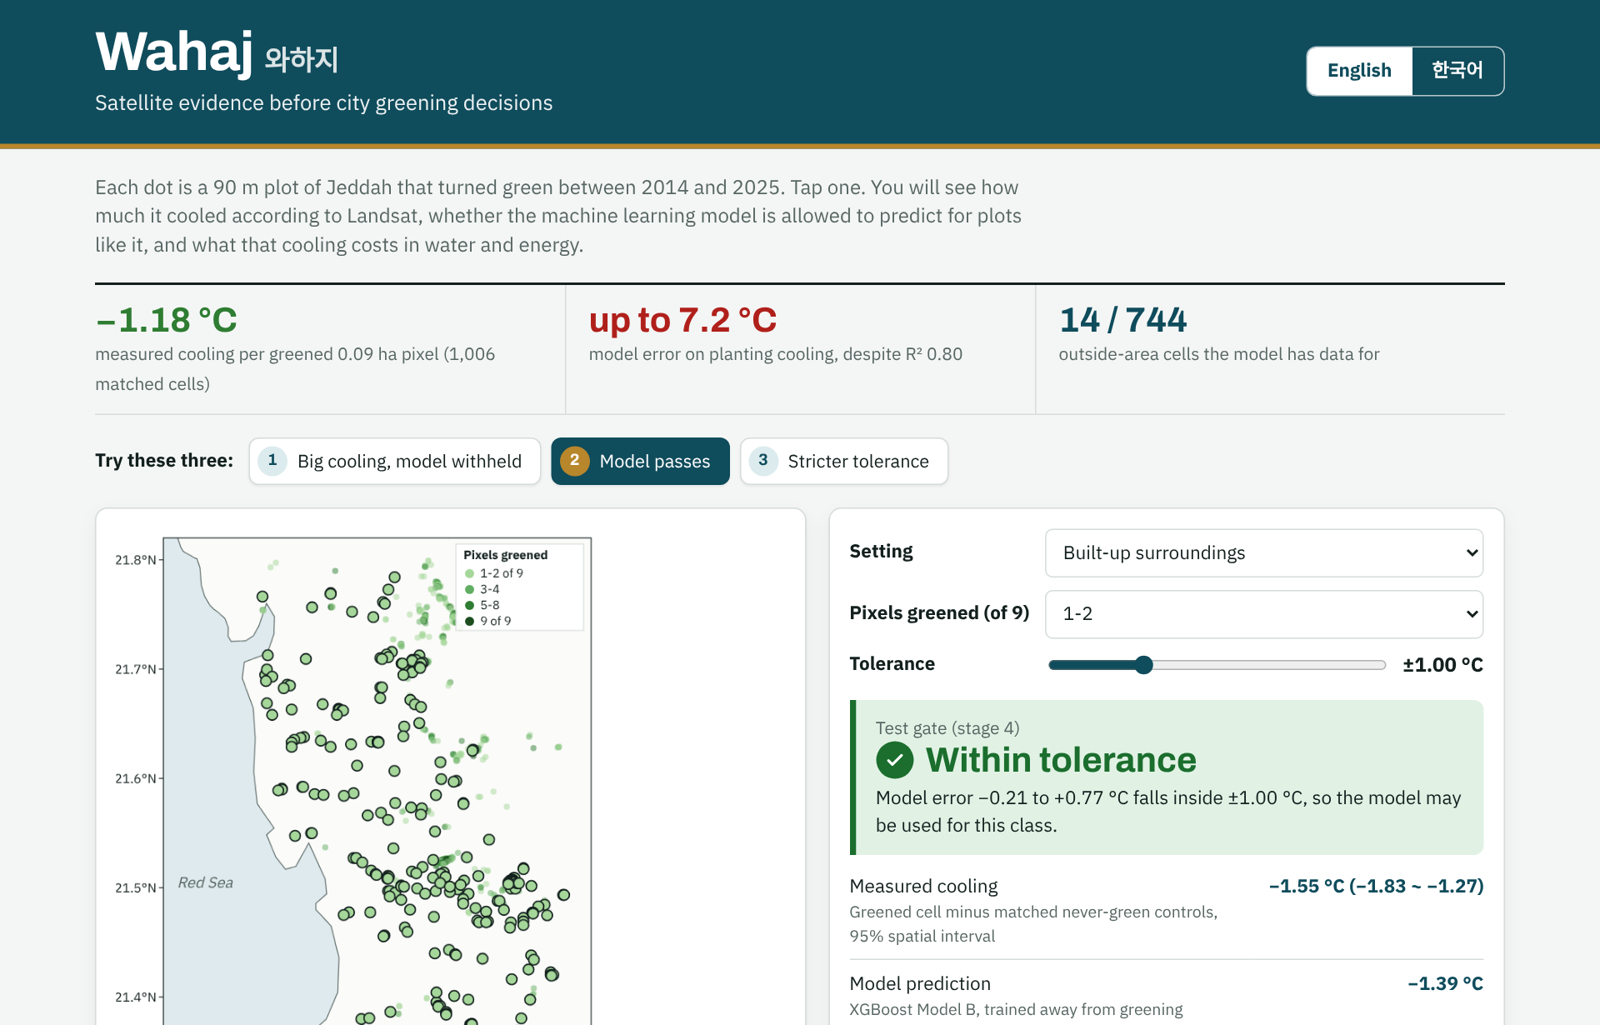 Wahaj 와하지
Satellite evidence before city greening decisions
English 한국어
Each dot is a 90 m plot of Jeddah that turned green between 2014 and 2025. Tap one. You will see how
much it cooled according to Landsat, whether the machine learning model is allowed to predict for plots
like it, and what that cooling costs in water and energy.
−1.18 °C
measured cooling per greened 0.09 ha pixel (1,006
matched cells)
up to 7.2 °C
model error on planting cooling, despite R² 0.80
14 / 744
outside-area cells the model has data for
Try these three:
1 Big cooling, model withheld
2 Model passes
3 Stricter tolerance
Pixels greened
1-2 of 9
3-4
5-8
9 of 9
21.8°N
21.7°N
21.6°N
21.5°N
21.4°N
Red Sea
Setting
Built-up surroundings
Pixels greened (of 9)
1-2
Tolerance
±1.00 °C
Test gate (stage 4)
Within tolerance
Model error −0.21 to +0.77 °C falls inside ±1.00 °C, so the model may
be used for this class.
Measured cooling
−1.55 °C (−1.83 ~ −1.27)
Greened cell minus matched never-green controls,
95% spatial interval
Model prediction
−1.39 °C
XGBoost Model B, trained away from greening